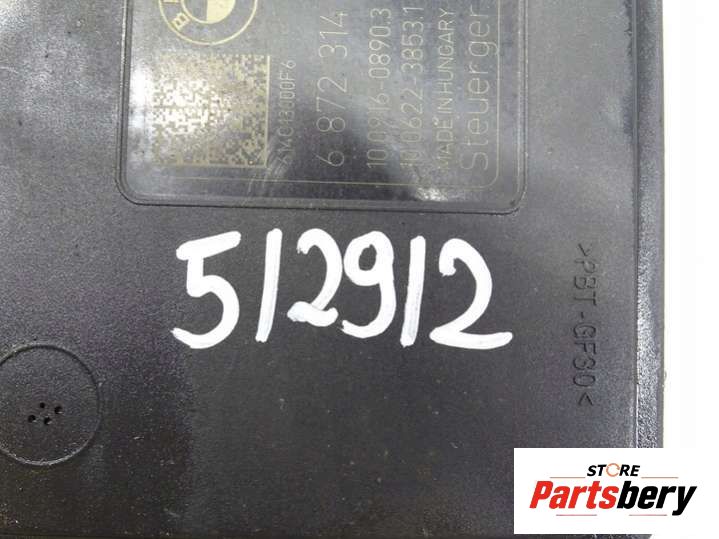 6 872 314
10.0916-0890.3
10.0622-3853.1
MADE IN HUNGARY
Steuerger
512912
>PBT-GF30<
STORE
Partsbery